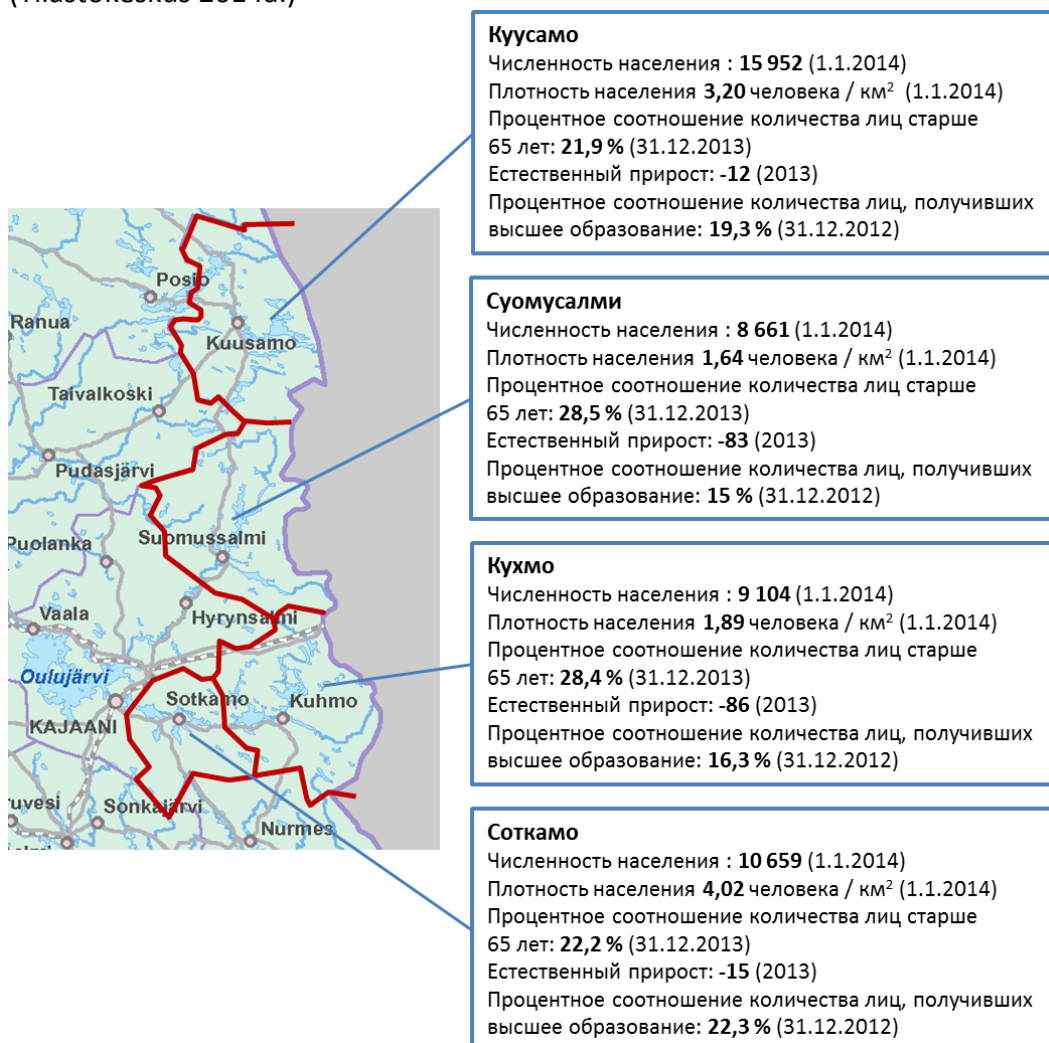 Куусамо
Численность населения : 15 952 (1.1.2014)
Плотность населения 3,20 человека / км² (1.1.2014)
Процентное соотношение количества лиц старше
65 лет: 21,9 % (31.12.2013)
Естественный прирост: -12 (2013)
Процентное соотношение количества лиц, получивших
высшее образование: 19,3 % (31.12.2012)
Суомусалми
Численность населения : 8 661 (1.1.2014)
Плотность населения 1,64 человека / км² (1.1.2014)
Процентное соотношение количества лиц старше
65 лет: 28,5 % (31.12.2013)
Естественный прирост: -83 (2013)
Процентное соотношение количества лиц, получивших
высшее образование: 15 % (31.12.2012)
Кухмо
Численность населения : 9 104 (1.1.2014)
Плотность населения 1,89 человека / км² (1.1.2014)
Процентное соотношение количества лиц старше
65 лет: 28,4 % (31.12.2013)
Естественный прирост: -86 (2013)
Процентное соотношение количества лиц, получивших
высшее образование: 16,3 % (31.12.2012)
Соткамо
Численность населения : 10 659 (1.1.2014)
Плотность населения 4,02 человека / км² (1.1.2014)
Процентное соотношение количества лиц старше
65 лет: 22,2 % (31.12.2013)
Естественный прирост: -15 (2013)
Процентное соотношение количества лиц, получивших
высшее образование: 22,3 % (31.12.2012)
Posio
Ranua
Kuusamo
Taivalkoski
Pudasjärvi
Puolanka
Suomussalmi
Vaala
Hyrynsalmi
Oulujärvi
Sotkamo
Kuhmo
KAJAANI
Sonkajärvi
Nurmes